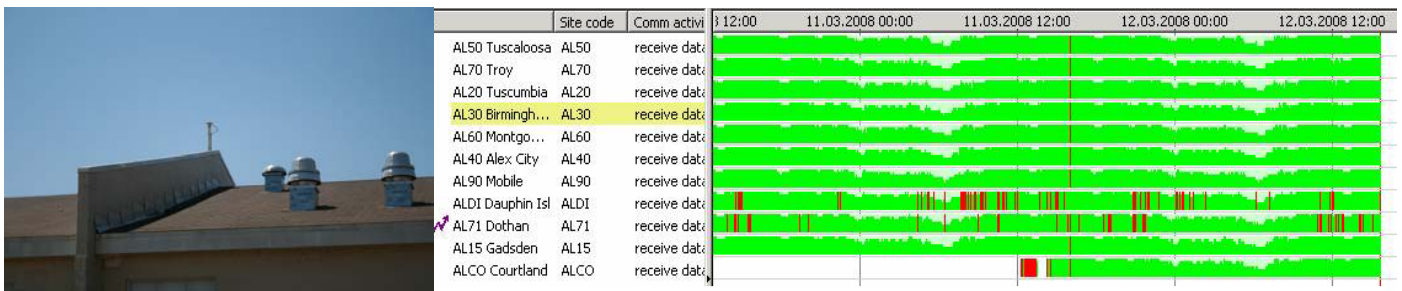 Site code Comm activi 3 12:00 11.03.2008 00:00 11.03.2008 12:00 12.03.2008 00:00 12.03.2008 12:00
AL50 Tuscaloosa AL50 receive data
AL70 Troy AL70 receive data
AL20 Tuscumbia AL20 receive data
AL30 Birmingh... AL30 receive data
AL60 Montgo... AL60 receive data
AL40 Alex City AL40 receive data
AL90 Mobile AL90 receive data
ALDI Dauphin Isl ALDI receive data
AL71 Dothan AL71 receive data
AL15 Gadsden AL15 receive data
ALCO Courtland ALCO receive data